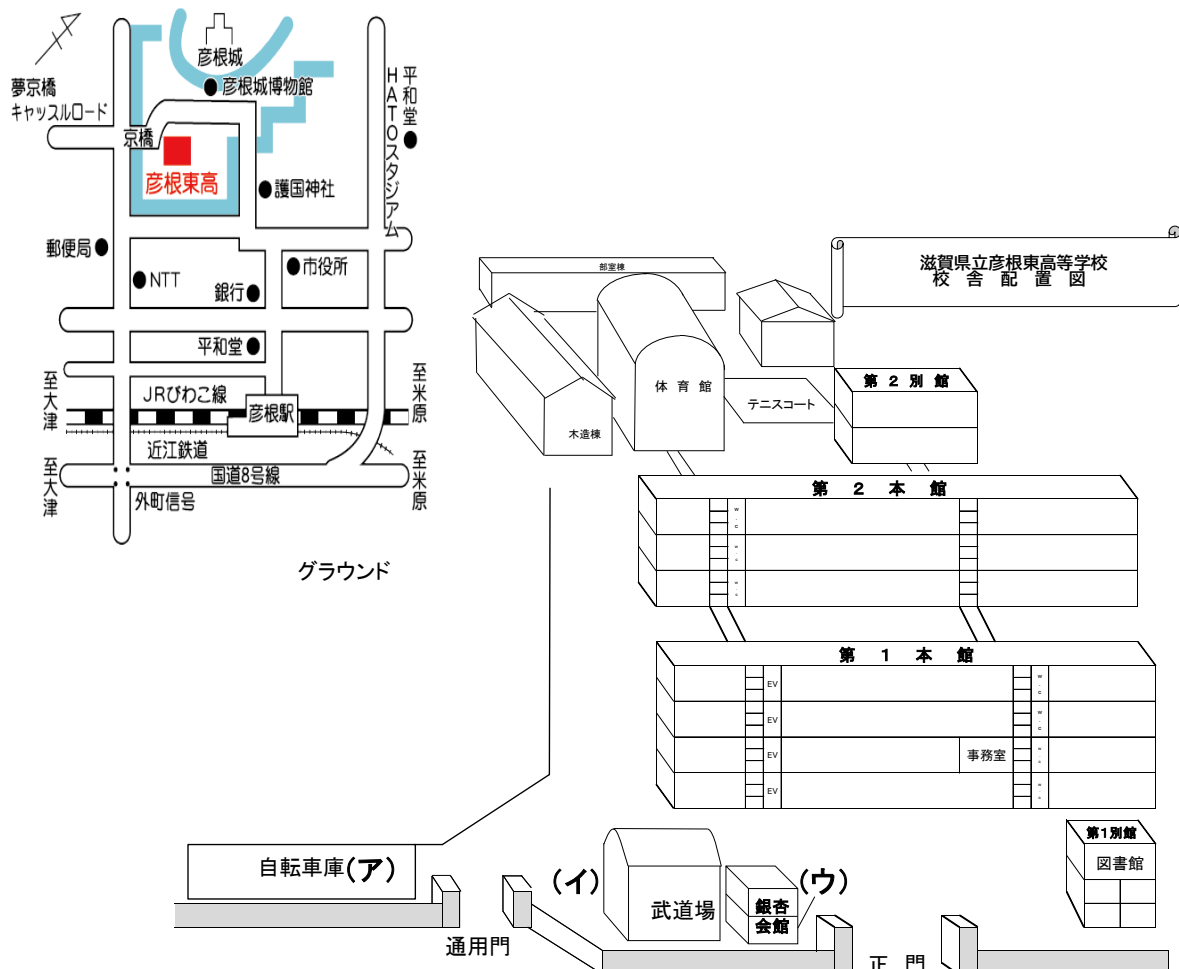 彦根城
彦根城博物館
夢京橋
キャッスルロード
京橋
彦根東高
護国神社
平和堂
HATOスタジアム
郵便局
NTT
銀行
市役所
平和堂
至大津
JRびわこ線
彦根駅
至米原
近江鉄道
至大津
国道8号線
至米原
外町信号
グラウンド
滋賀県立彦根東高等学校
校舎配置図
部室棟
体育館
木造棟
テニスコート
第2別館
第2本館
W.C
W.C
W.C
第1本館
EV
W.C
EV
W.C
EV
事務室
W.C
EV
W.C
第1別館
図書館
自転車庫(ア)
(イ)
武道場
銀杏
会館
(ウ)
通用門
正門